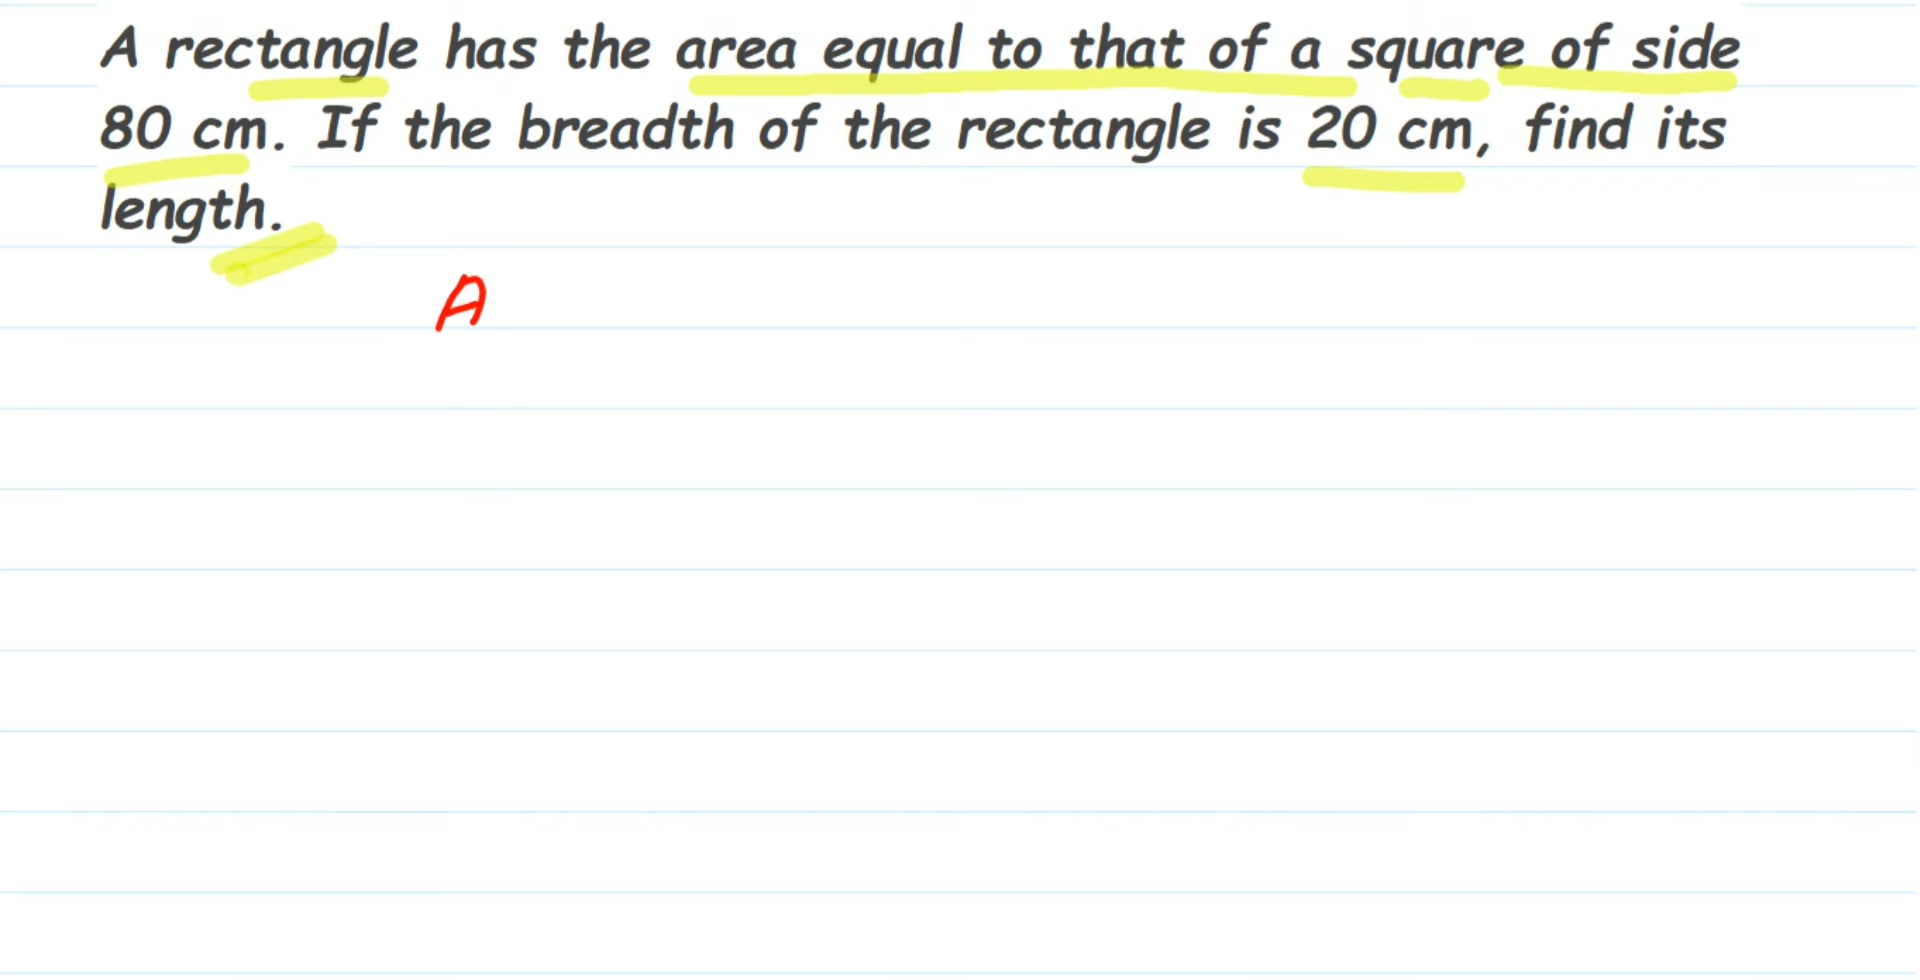 A rectangle has the area equal to that of a square of side
80 cm. If the breadth of the rectangle is 20 cm, find its
length.
A